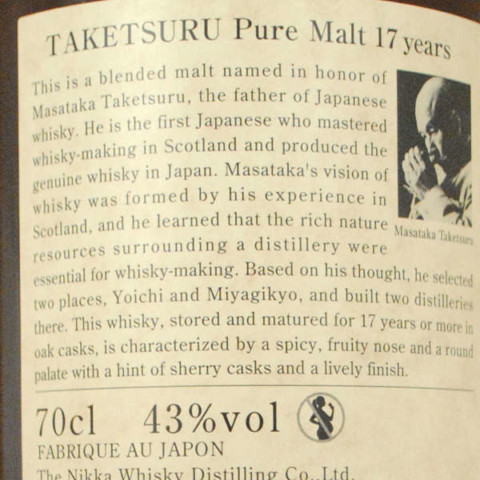 TAKETSURU Pure Malt 17 years
This is a blended malt named in honor of
Masataka Taketsuru, the father of Japanese
whisky. He is the first Japanese who mastered
whisky-making in Scotland and produced the
genuine whisky in Japan. Masataka's vision of
whisky was formed by his experience in
Scotland, and he learned that the rich nature
resources surrounding a distillery were
Masataka Taketsuru
essential for whisky-making. Based on his thought, he selected
two places, Yoichi and Miyagikyo, and built two distilleries
there. This whisky, stored and matured for 17 years or more in
oak casks, is characterized by a spicy, fruity nose and a round
palate with a hint of sherry casks and a lively finish.
70cl 43%vol
FABRIQUE AU JAPON
The Nikka Whisky Distilling Co.,Ltd.